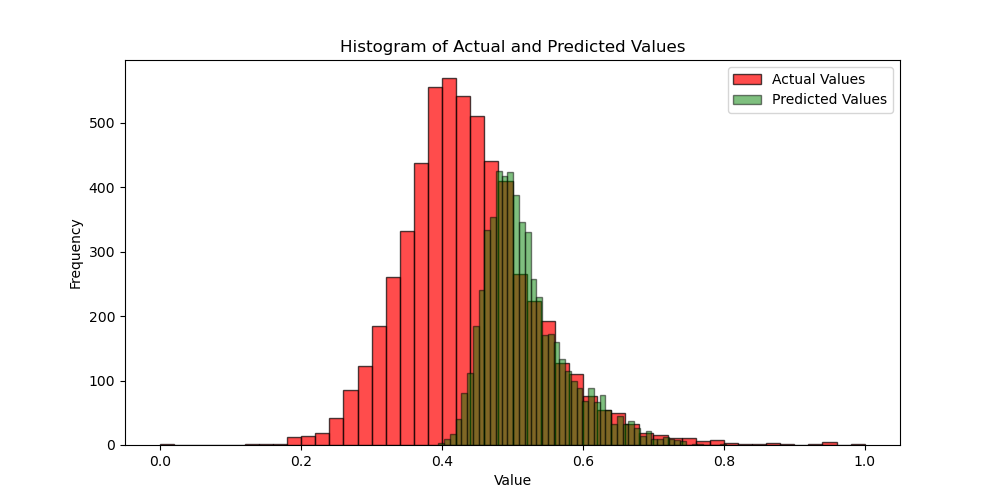 Histogram of Actual and Predicted Values
Actual Values
Predicted Values
Frequency
500
400
300
200
100
0
0.0 0.2 0.4 0.6 0.8 1.0
Value